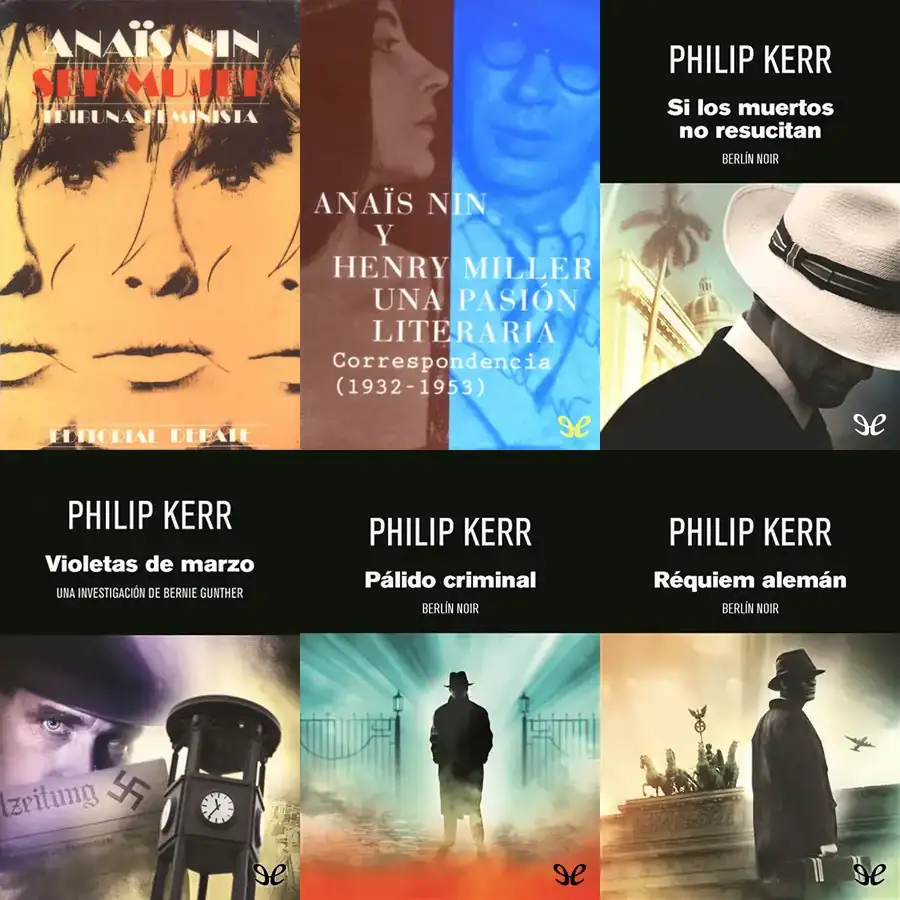 ANAÏS NIN
SER MUJER
TRIBUNA FEMINISTA
EDITORIAL DEBATE
ANAÏS NIN
Y
HENRY MILLER
UNA PASIÓN
LITERARIA
Correspondencia
(1932-1953)
PHILIP KERR
Si los muertos
no resucitan
BERLÍN NOIR
PHILIP KERR
Violetas de marzo
UNA INVESTIGACIÓN DE BERNIE GUNTHER
lzeitung
PHILIP KERR
Pálido criminal
BERLÍN NOIR
PHILIP KERR
Réquiem alemán
BERLÍN NOIR